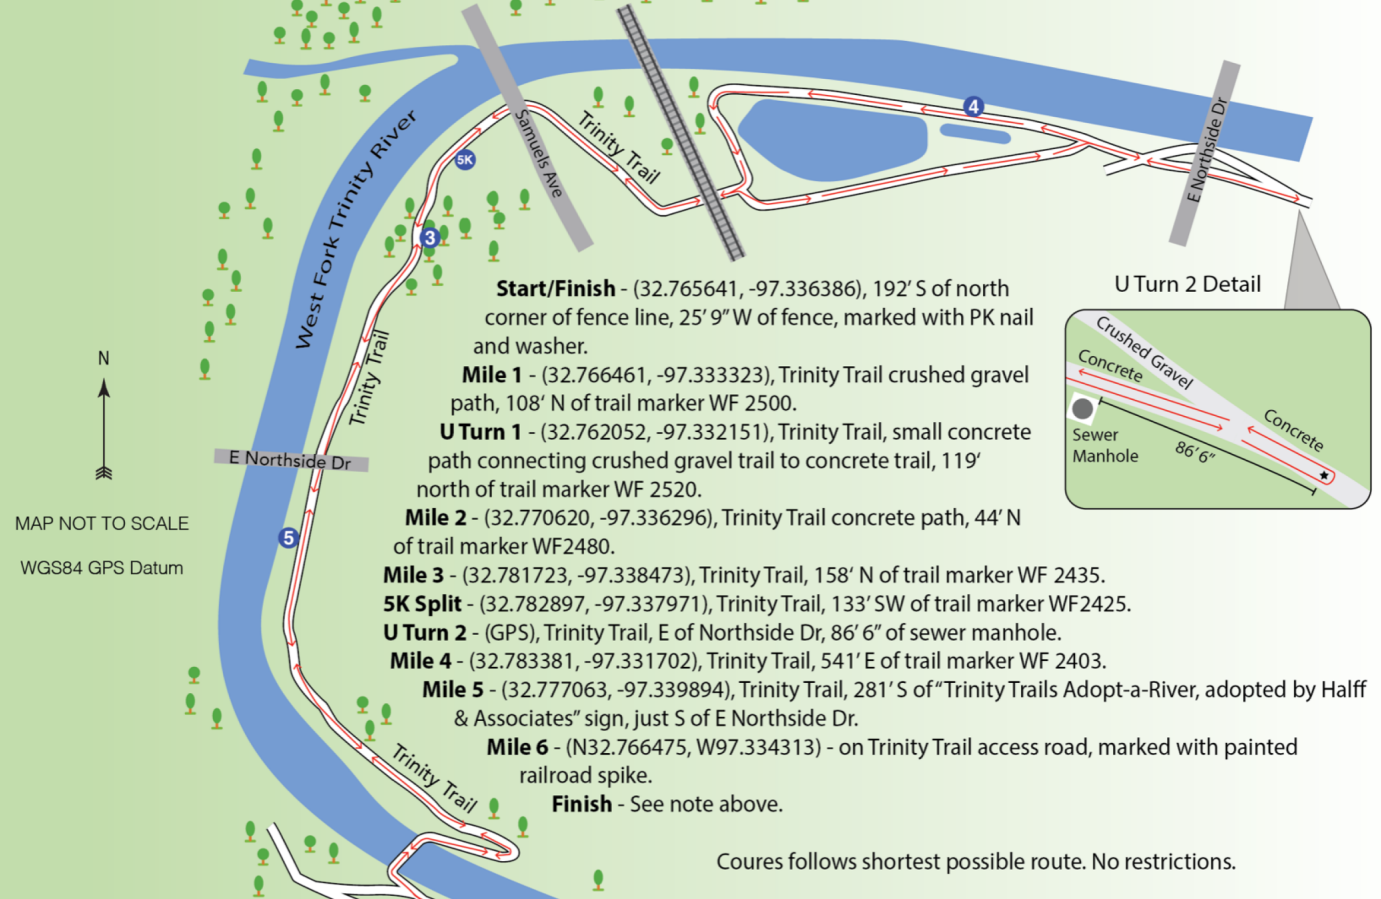 West Fork Trinity River
Samuels Ave
Trinity Trail
4
E Northside Dr
5K
3
Trinity Trail
N
MAP NOT TO SCALE
WGS84 GPS Datum
E Northside Dr
5
Trinity Trail
Start/Finish - (32.765641, -97.336386), 192’ S of north
corner of fence line, 25’ 9” W of fence, marked with PK nail
and washer.
Mile 1 - (32.766461, -97.333323), Trinity Trail crushed gravel
path, 108‘ N of trail marker WF 2500.
U Turn 1 - (32.762052, -97.332151), Trinity Trail, small concrete
path connecting crushed gravel trail to concrete trail, 119‘
north of trail marker WF 2520.
Mile 2 - (32.770620, -97.336296), Trinity Trail concrete path, 44’ N
of trail marker WF2480.
Mile 3 - (32.781723, -97.338473), Trinity Trail, 158‘ N of trail marker WF 2435.
5K Split - (32.782897, -97.337971), Trinity Trail, 133’ SW of trail marker WF2425.
U Turn 2 - (GPS), Trinity Trail, E of Northside Dr, 86’ 6” of sewer manhole.
Mile 4 - (32.783381, -97.331702), Trinity Trail, 541’ E of trail marker WF 2403.
Mile 5 - (32.777063, -97.339894), Trinity Trail, 281’ S of “Trinity Trails Adopt-a-River, adopted by Halff
& Associates” sign, just S of E Northside Dr.
Mile 6 - (N32.766475, W97.334313) - on Trinity Trail access road, marked with painted
railroad spike.
Finish - See note above.
Coures follows shortest possible route. No restrictions.
U Turn 2 Detail
Crushed Gravel
Concrete
Concrete
Sewer
Manhole
86’ 6”